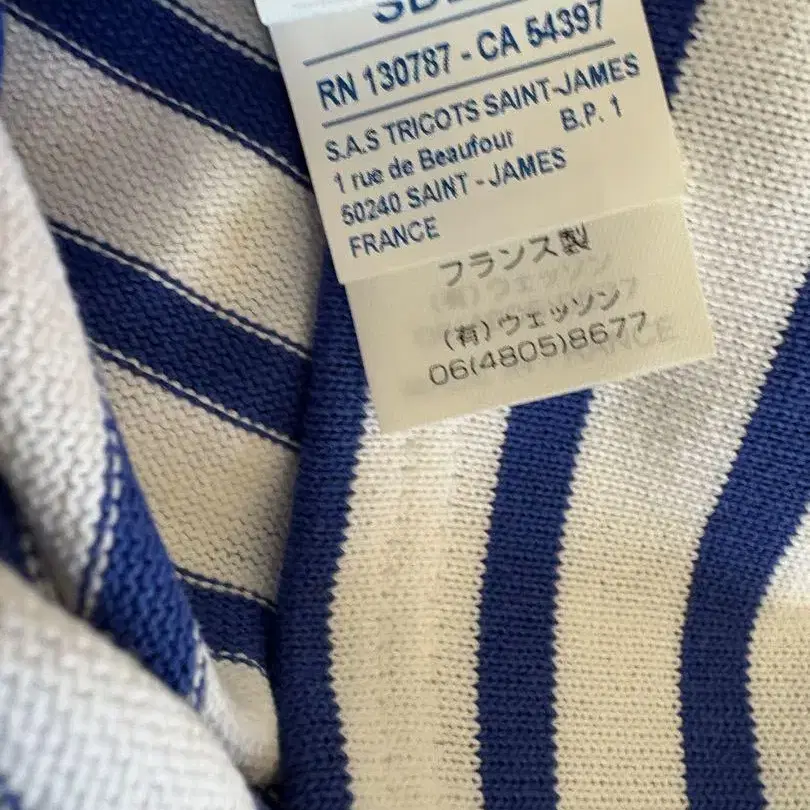 RN 130787 - CA 54397
S.A.S TRICOTS SAINT-JAMES
1 rue de Beaufour B.P. 1
50240 SAINT - JAMES
FRANCE
フランス製
(有)ウェッソン
06(4805)8677